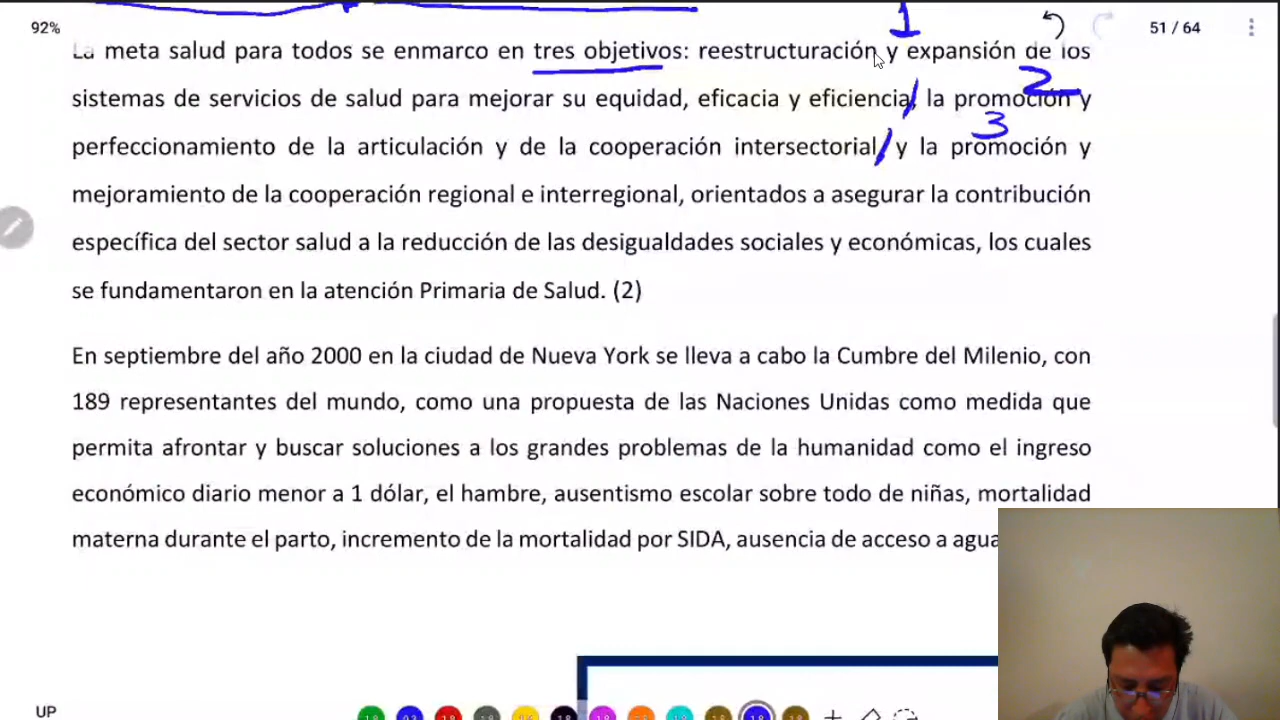 92%
1
51 / 64
La meta salud para todos se enmarco en tres objetivos: reestructuración y expansión de los
2
sistemas de servicios de salud para mejorar su equidad, eficacia y eficiencia, la promoción y
3
perfeccionamiento de la articulación y de la cooperación intersectorial, y la promoción y
mejoramiento de la cooperación regional e interregional, orientados a asegurar la contribución
específica del sector salud a la reducción de las desigualdades sociales y económicas, los cuales
se fundamentaron en la atención Primaria de Salud. (2)
En septiembre del año 2000 en la ciudad de Nueva York se lleva a cabo la Cumbre del Milenio, con
189 representantes del mundo, como una propuesta de las Naciones Unidas como medida que
permita afrontar y buscar soluciones a los grandes problemas de la humanidad como el ingreso
económico diario menor a 1 dólar, el hambre, ausentismo escolar sobre todo de niñas, mortalidad
materna durante el parto, incremento de la mortalidad por SIDA, ausencia de acceso a agua
UP